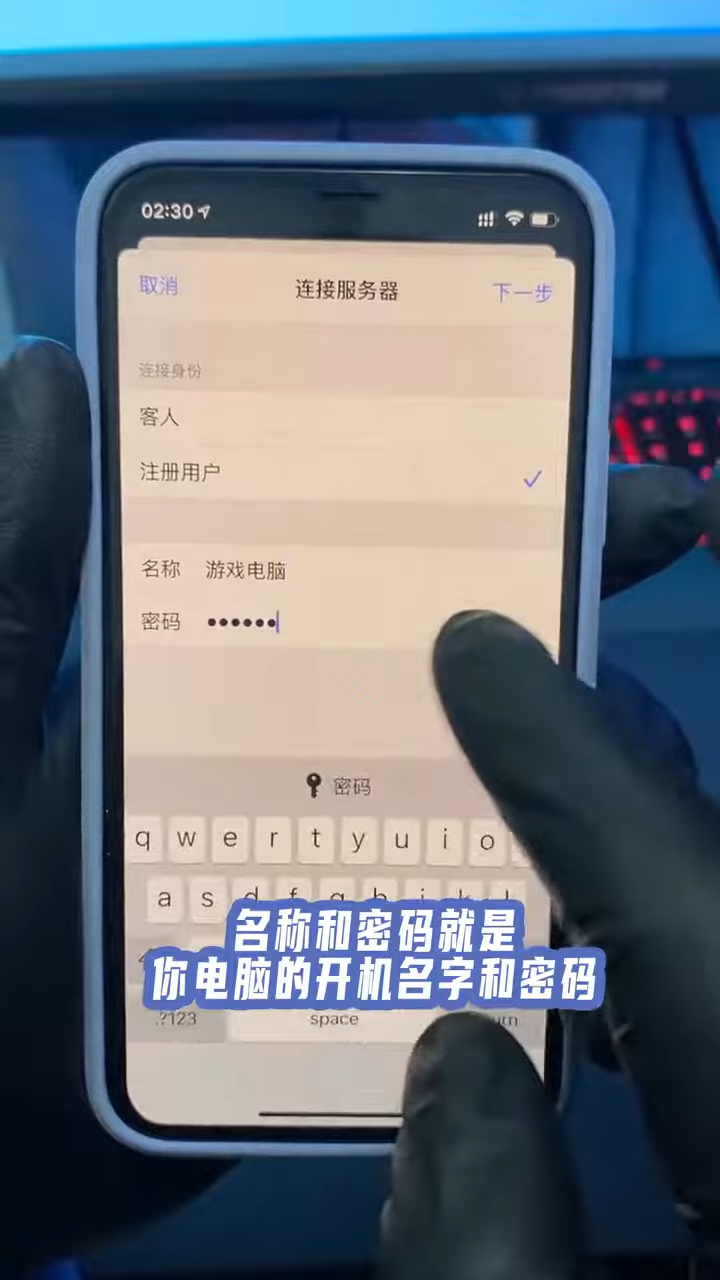 02:30
取消 连接服务器 下一步
连接身份
客人
注册用户
名称 游戏电脑
密码 ••••••
密码
q w e r t y u i o
a s d f g h j k l
名称和密码就是
你电脑的开机名字和密码
.?123 space